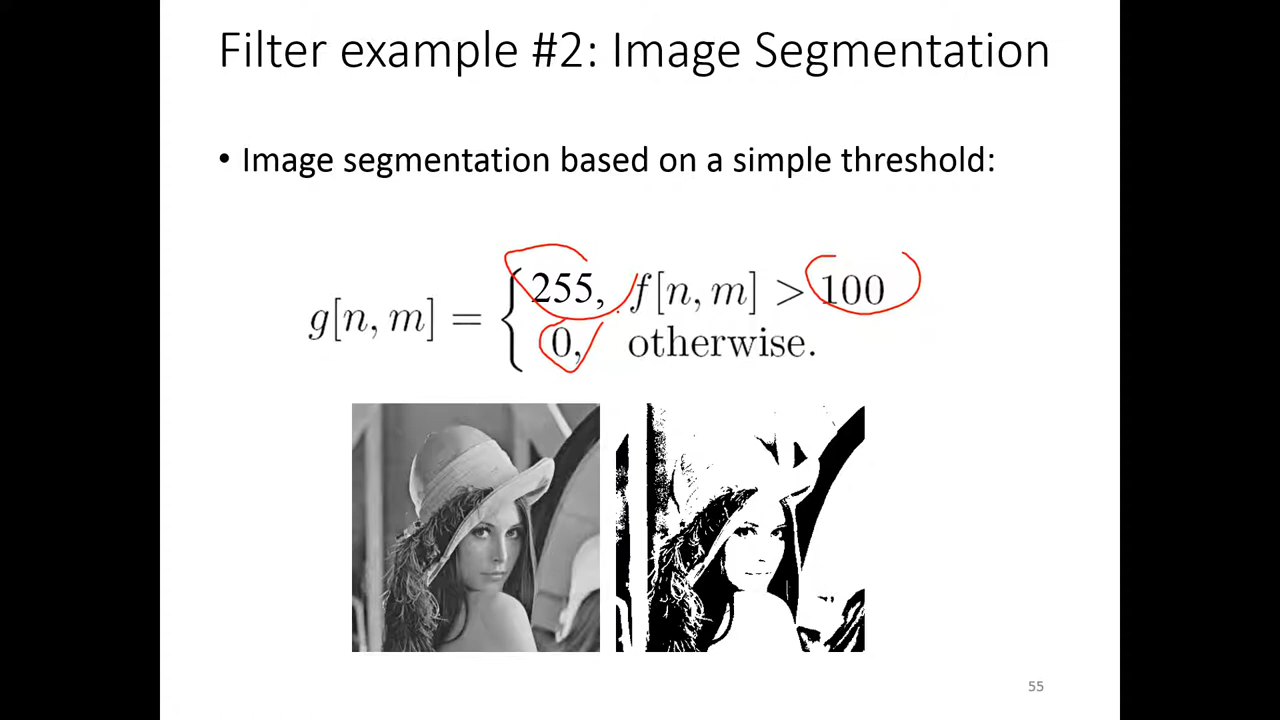 Filter example #2: Image Segmentation
• Image segmentation based on a simple threshold:
g[n, m] = { 255, f[n, m] > 100
0, otherwise.
55